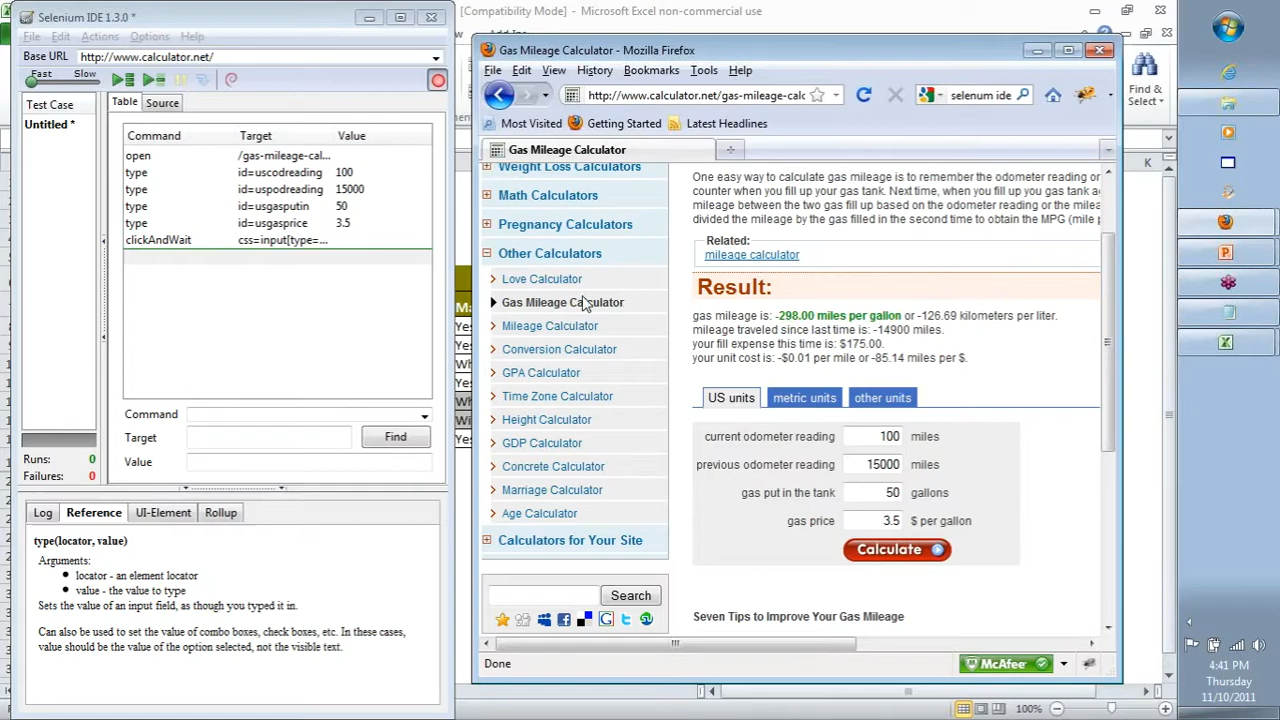 [Compatibility Mode] - Microsoft Excel non-commercial use
Selenium IDE 1.3.0 *
File Edit Actions Options Help
Base URL http://www.calculator.net/
Fast Slow
Test Case
Untitled *
Table Source
Command Target Value
open /gas-mileage-cal...
type id=uscodreading 100
type id=uspodreading 15000
type id=usgasputin 50
type id=usgasprice 3.5
clickAndWait css=input[type=...
Command
Target Find
Value
Runs: 0
Failures: 0
Log Reference UI-Element Rollup
type(locator, value)
Arguments:
locator - an element locator
value - the value to type
Sets the value of an input field, as though you typed it in.
Can also be used to set the value of combo boxes, check boxes, etc. In these cases,
value should be the value of the option selected, not the visible text.
Gas Mileage Calculator - Mozilla Firefox
File Edit View History Bookmarks Tools Help
http://www.calculator.net/gas-mileage-calc selenium ide
Most Visited Getting Started Latest Headlines
Gas Mileage Calculator
Weight Loss Calculators
Math Calculators
Pregnancy Calculators
Other Calculators
Love Calculator
Gas Mileage Calculator
Mileage Calculator
Conversion Calculator
GPA Calculator
Time Zone Calculator
Height Calculator
GDP Calculator
Concrete Calculator
Marriage Calculator
Age Calculator
Calculators for Your Site
Search
One easy way to calculate gas mileage is to remember the odometer reading or
counter when you fill up your gas tank. Next time, when you fill up you gas tank a
mileage between the two gas fill up based on the odometer reading or the milea
divided the mileage by the gas filled in the second time to obtain the MPG (mile p
Related:
mileage calculator
Result:
gas mileage is: -298.00 miles per gallon or -126.69 kilometers per liter.
mileage traveled since last time is: -14900 miles.
your fill expense this time is: $175.00.
your unit cost is: -$0.01 per mile or -85.14 miles per $.
US units metric units other units
current odometer reading 100 miles
previous odometer reading 15000 miles
gas put in the tank 50 gallons
gas price 3.5 $ per gallon
Calculate
Seven Tips to Improve Your Gas Mileage
Done
McAfee
Find &
Select
K
Yes
Yes
Yes
100%
4:41 PM
Thursday
11/10/2011